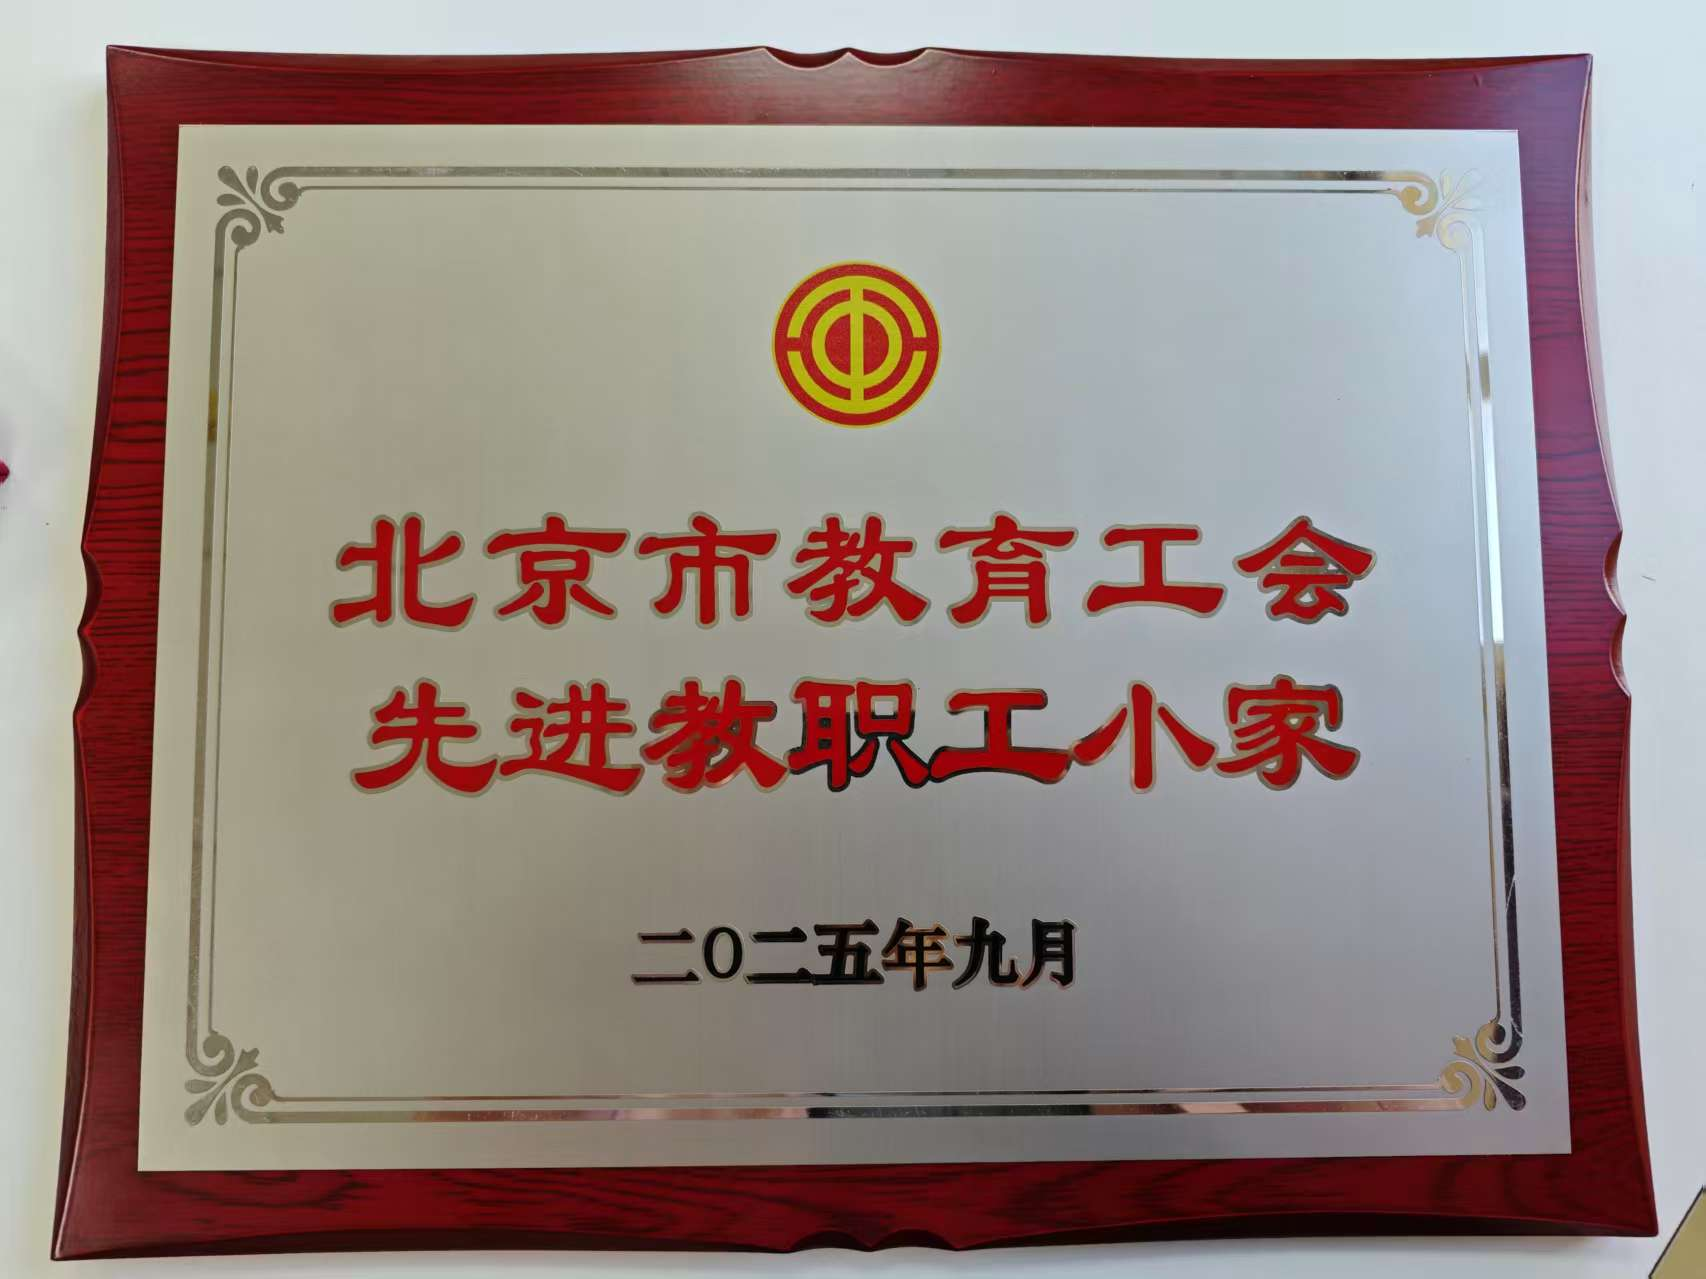 北京市教育工会
先进教职工小家
二〇二五年九月